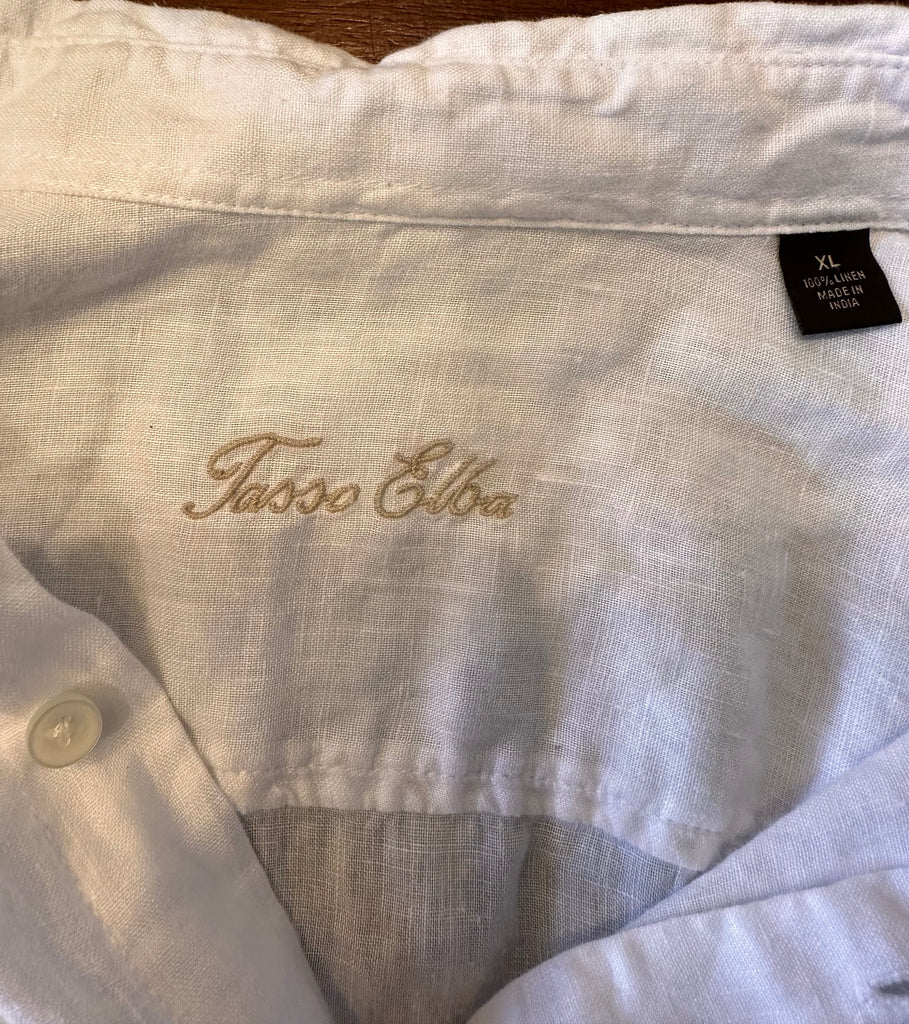 XL
100% LINEN
MADE IN
INDIA
Tasso Elba